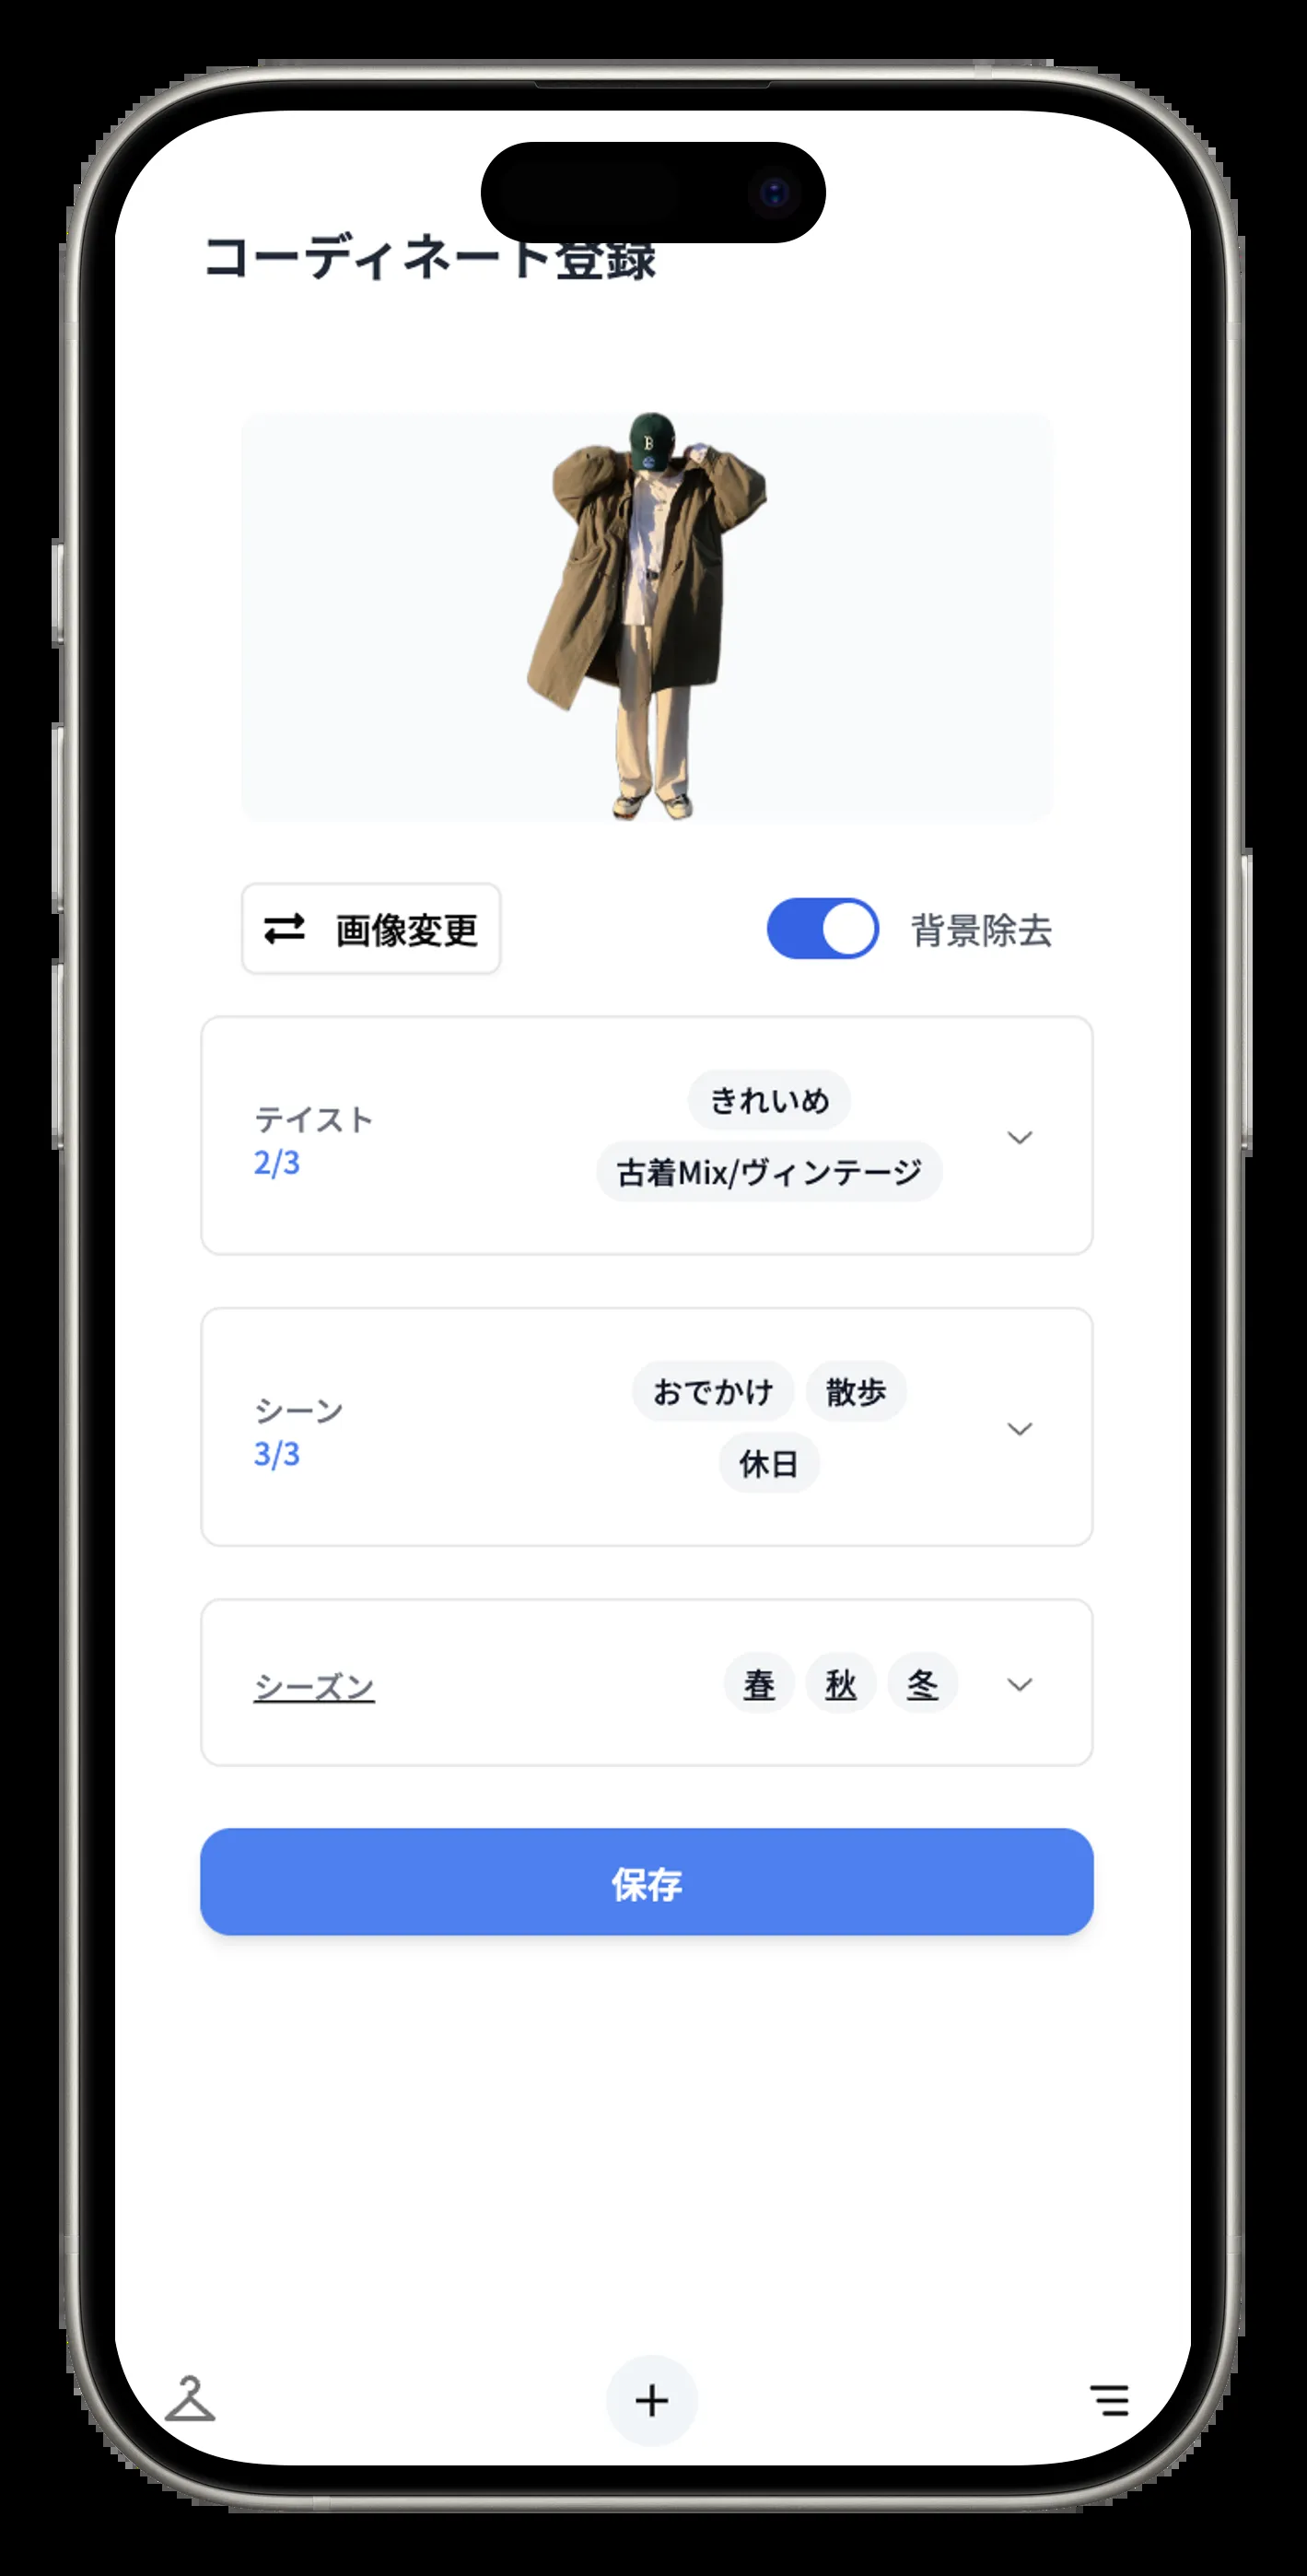 コーディネート登録
B
画像変更
背景除去
テイスト
2/3
きれいめ
古着Mix/ヴィンテージ
シーン
3/3
おでかけ 散歩
休日
シーズン
春 秋 冬
保存